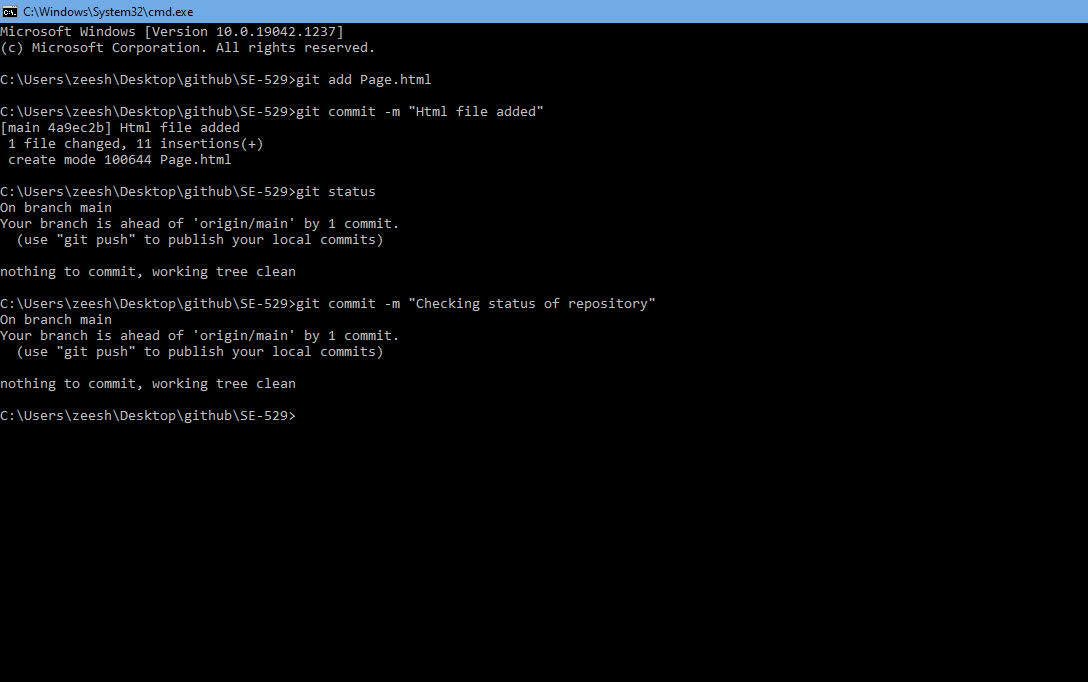 C:\Windows\System32\cmd.exe
Microsoft Windows [Version 10.0.19042.1237]
(c) Microsoft Corporation. All rights reserved.
C:\Users\zeesh\Desktop\github\SE-529>git add Page.html
C:\Users\zeesh\Desktop\github\SE-529>git commit -m "Html file added"
[main 4a9ec2b] Html file added
 1 file changed, 11 insertions(+)
 create mode 100644 Page.html
C:\Users\zeesh\Desktop\github\SE-529>git status
On branch main
Your branch is ahead of 'origin/main' by 1 commit.
  (use "git push" to publish your local commits)
nothing to commit, working tree clean
C:\Users\zeesh\Desktop\github\SE-529>git commit -m "Checking status of repository"
On branch main
Your branch is ahead of 'origin/main' by 1 commit.
  (use "git push" to publish your local commits)
nothing to commit, working tree clean
C:\Users\zeesh\Desktop\github\SE-529>